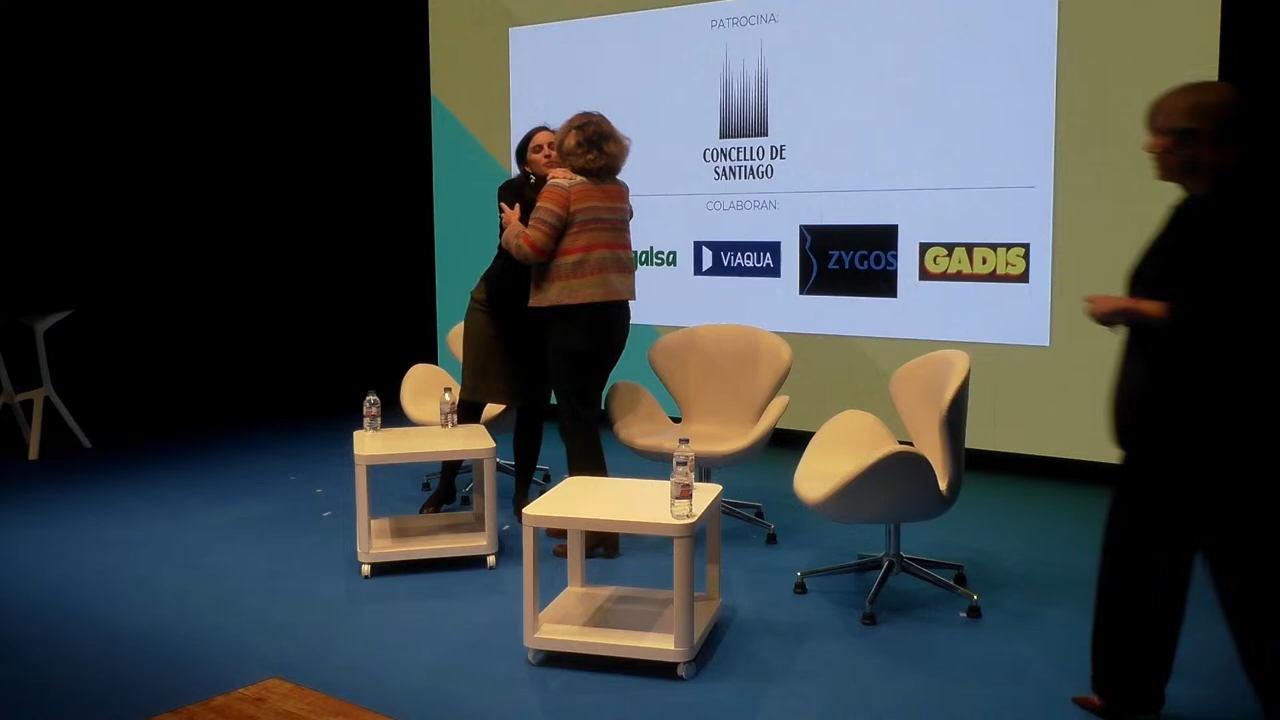 PATROCINA:
CONCELLO DE
SANTIAGO
COLABORAN:
galsa
VIAQUA
ZYGOS
GADIS